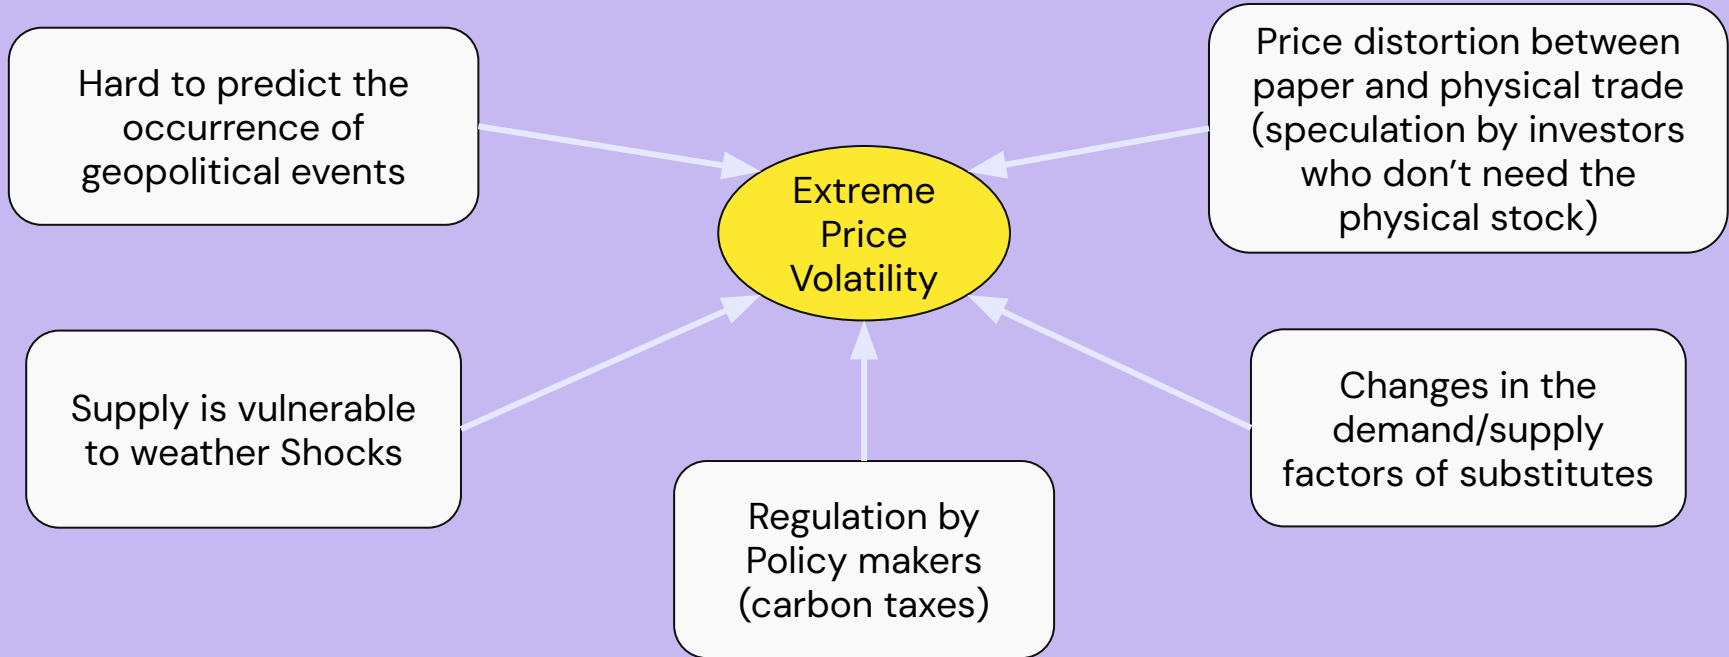 Hard to predict the
occurrence of
geopolitical events
Price distortion between
paper and physical trade
(speculation by investors
who don’t need the
physical stock)
Extreme
Price
Volatility
Supply is vulnerable
to weather Shocks
Changes in the
demand/supply
factors of substitutes
Regulation by
Policy makers
(carbon taxes)